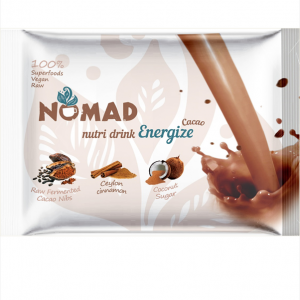 100%
Superfoods
Vegan
Raw
NOMAD
Cacao
nutri drink Energize
Raw Fermented
Cacao Nibs
Ceylon
cinnamon
Coconut
Sugar